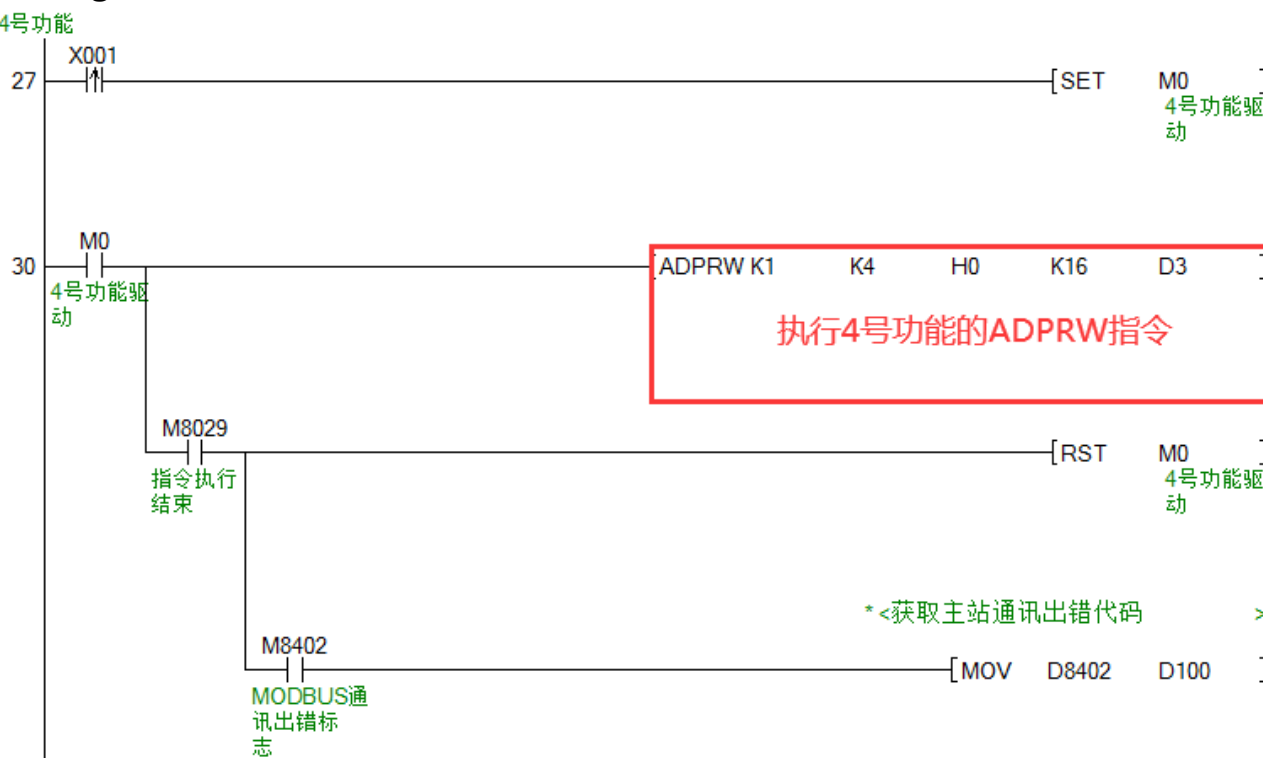 4号功能
X001
27 [SET M0 ]
4号功能驱
动
M0
30 [ADPRW K1 K4 H0 K16 D3 ]
4号功能驱
动
执行4号功能的ADPRW指令
M8029
[RST M0 ]
指令执行
结束
4号功能驱
动
*<获取主站通讯出错代码 >
M8402
[MOV D8402 D100 ]
MODBUS通
讯出错标
志